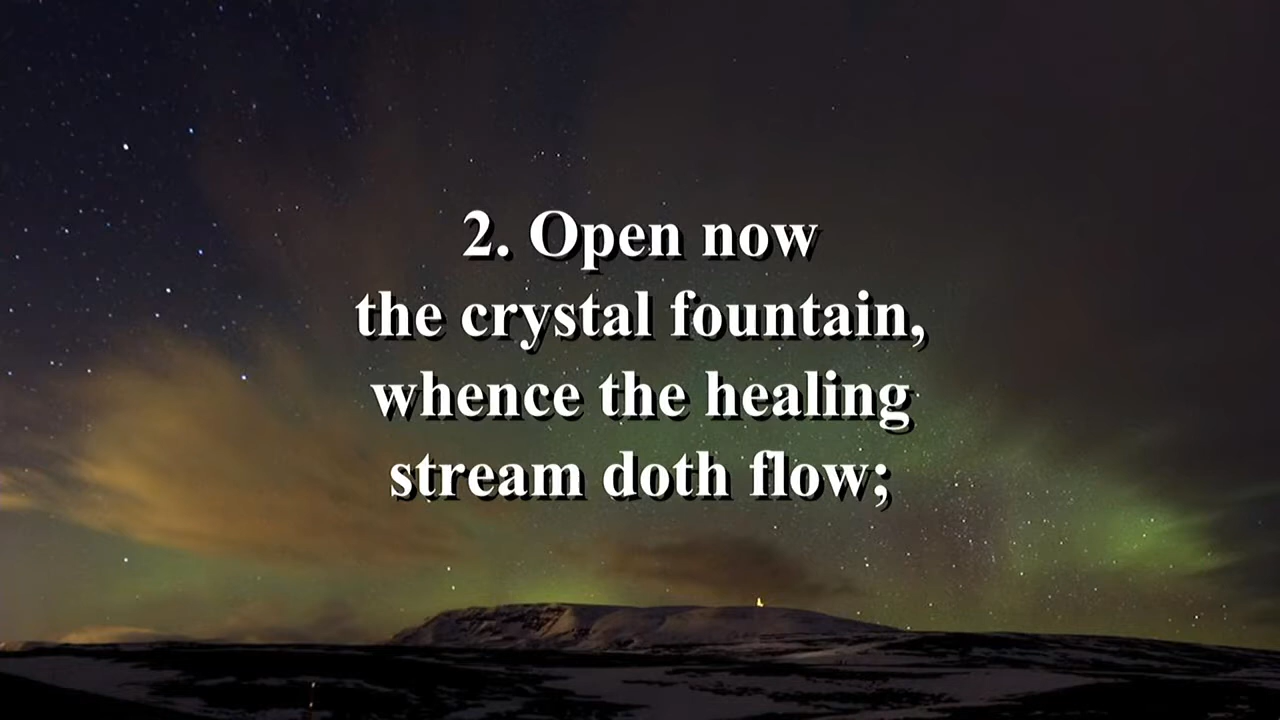 2. Open now
the crystal fountain,
whence the healing
stream doth flow;